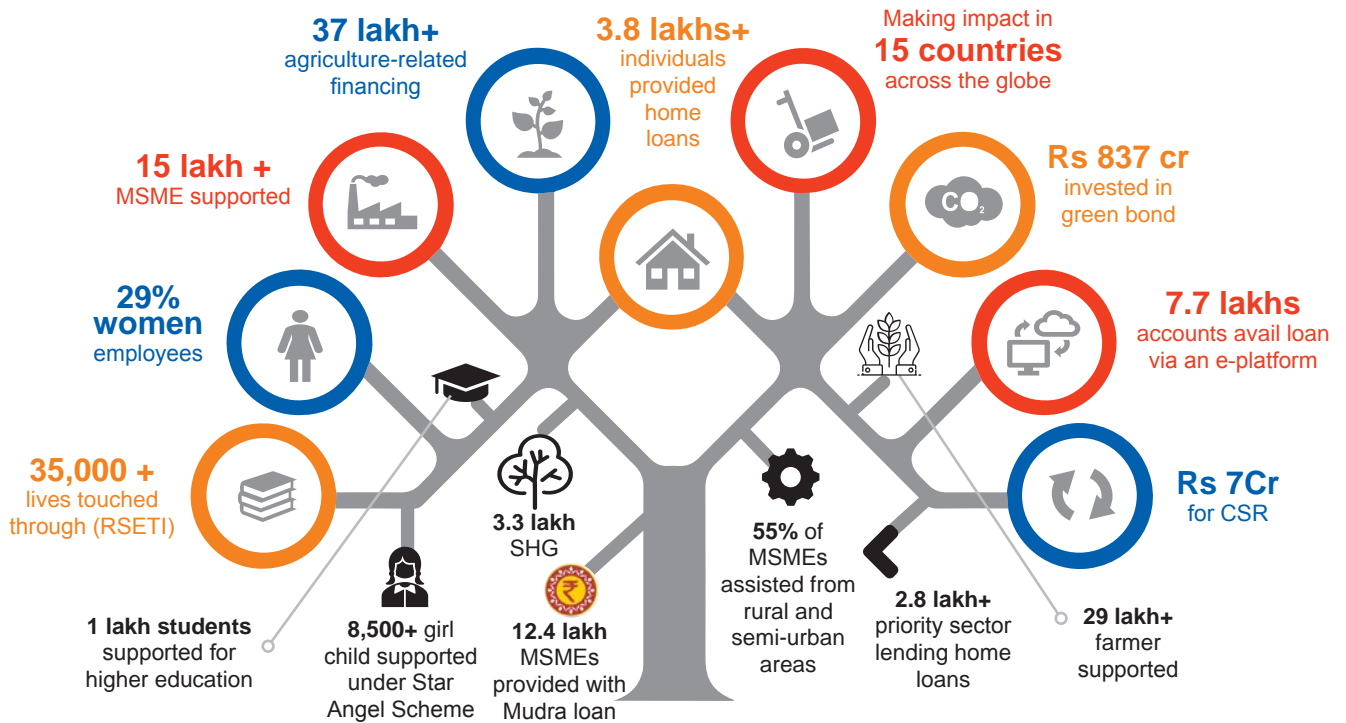 37 lakh+
agriculture-related
financing
3.8 lakhs+
individuals
provided
home
loans
Making impact in
15 countries
across the globe
15 lakh +
MSME supported
Rs 837 cr
invested in
green bond
CO2
29%
women
employees
7.7 lakhs
accounts avail loan
via an e-platform
35,000 +
lives touched
through (RSETI)
Rs 7Cr
for CSR
1 lakh students
supported for
higher education
8,500+ girl
child supported
under Star
Angel Scheme
3.3 lakh
SHG
₹
12.4 lakh
MSMEs
provided with
Mudra loan
55% of
MSMEs
assisted from
rural and
semi-urban
areas
2.8 lakh+
priority sector
lending home
loans
29 lakh+
farmer
supported